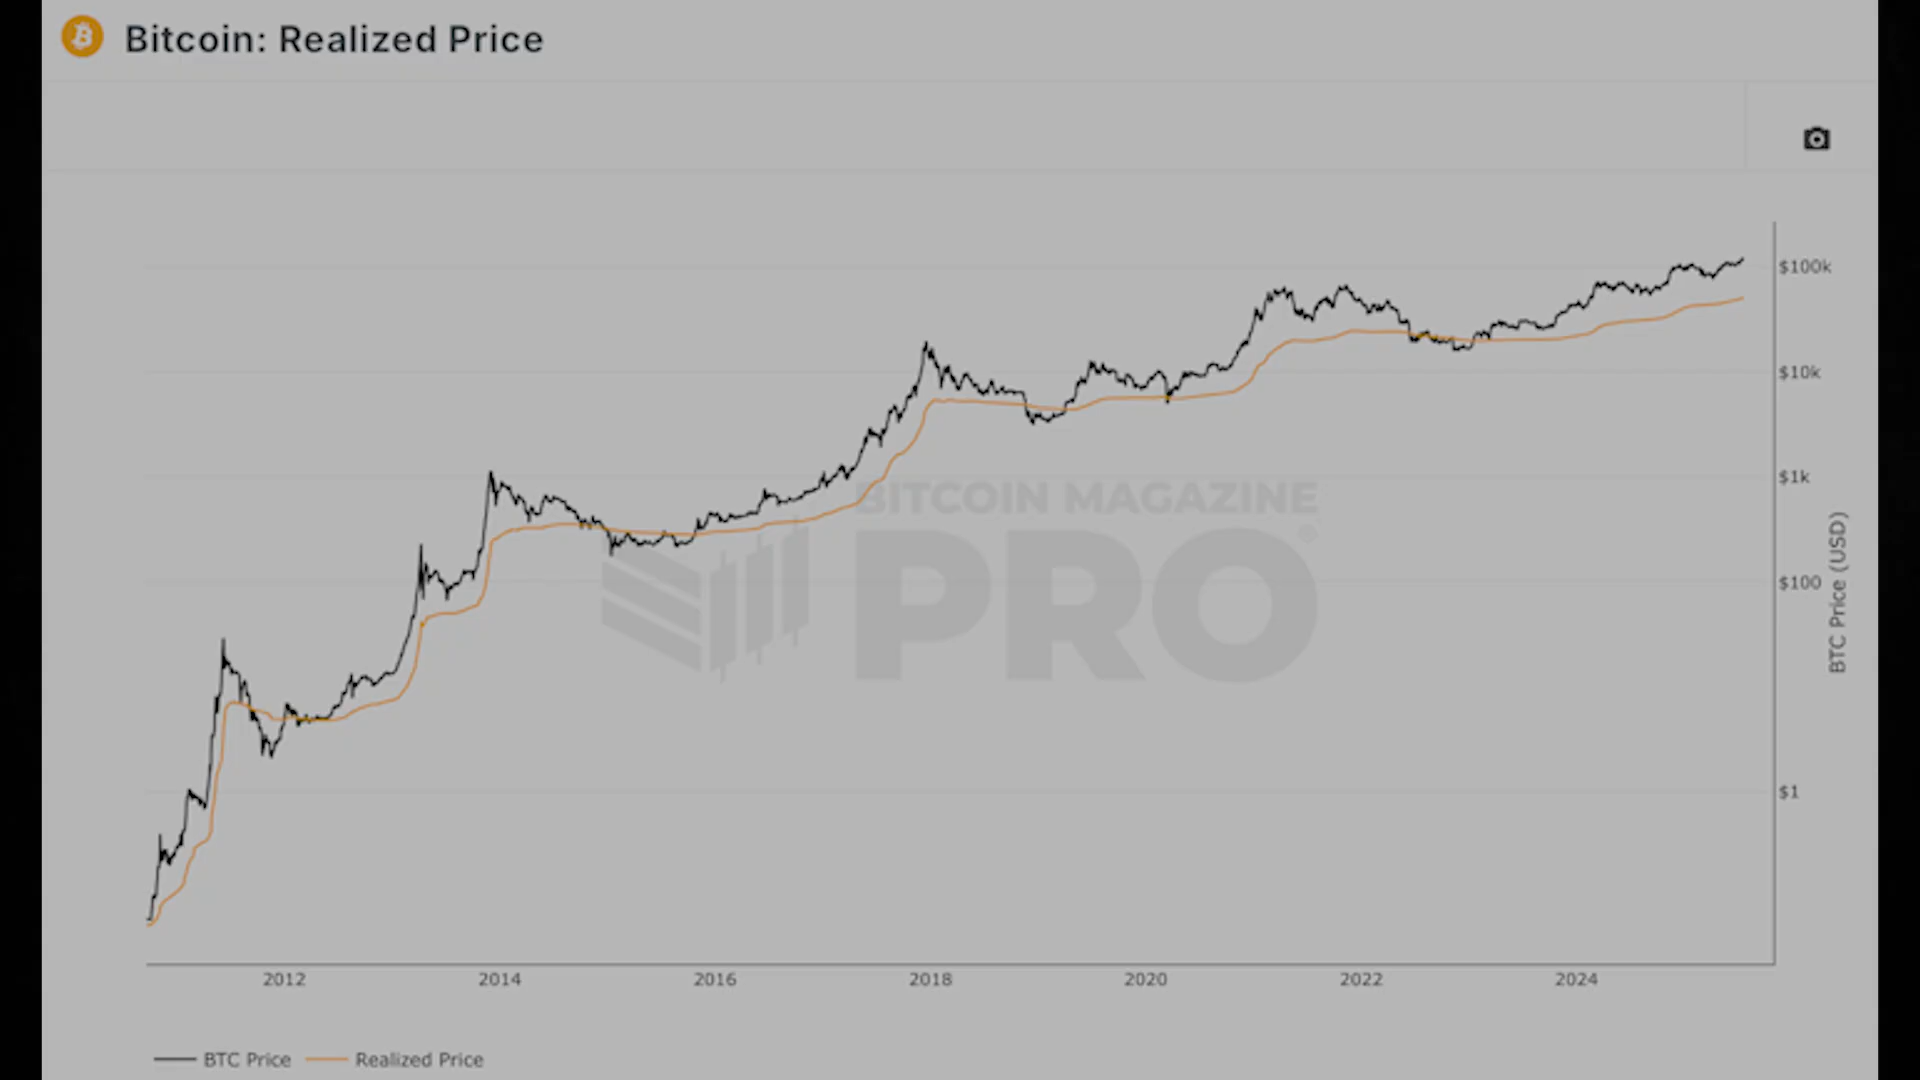 Bitcoin: Realized Price
$100k
$10k
$1k
$100
$1
BTC Price (USD)
BITCOIN MAGAZINE
PRO
2012 2014 2016 2018 2020 2022 2024
BTC Price Realized Price